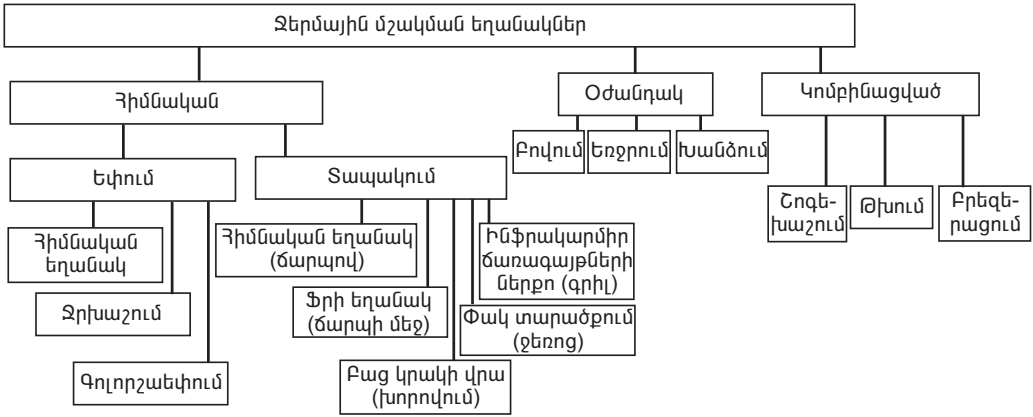 Ջերմային մշակման եղանակներ
Հիմնական
Օժանդակ
Կոմբինացված
Եփում
Տապակում
Բովում
Եռջրում
Խանձում
Շոգե-
խաշում
Թխում
Բրեզե-
րացում
Հիմնական
եղանակ
Ջրխաշում
Գոլորշաեփում
Հիմնական եղանակ
(ճարպով)
Ֆրի եղանակ
(ճարպի մեջ)
Բաց կրակի վրա
(խորովում)
Փակ տարածքում
(ջեռոց)
Ինֆրակարմիր
ճառագայթների
ներքո (գրիլ)